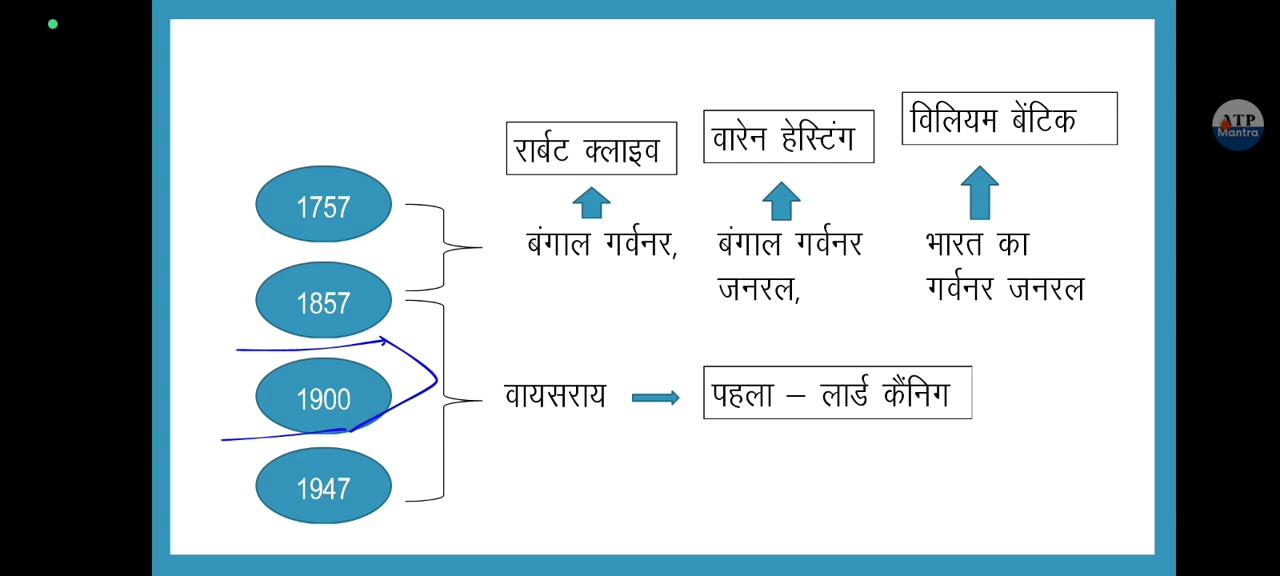 विलियम बेंटिक
रार्बट क्लाइव
वारेन हेस्टिंग
ATP
Mantra
1757
बंगाल गर्वनर,
बंगाल गर्वनर
जनरल,
भारत का
गर्वनर जनरल
1857
1900
वायसराय
पहला – लार्ड कैंनिग
1947